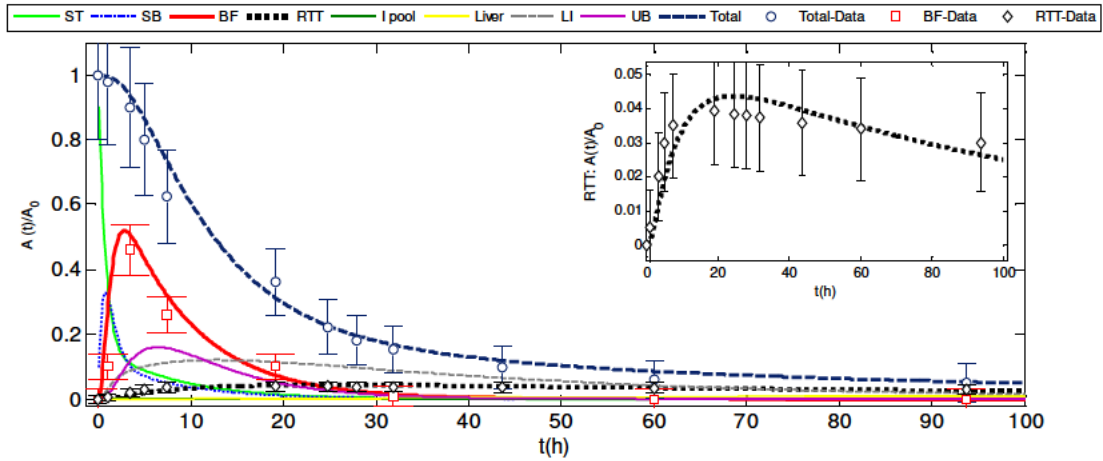 ST SB BF RTT I pool Liver LI UB Total Total-Data BF-Data RTT-Data
1
0.8
0.6
0.4
0.2
0
A (t)/A0
0 10 20 30 40 50 60 70 80 90 100
t(h)
0.05
0.04
0.03
0.02
0.01
0
RTT: A(t)/A0
0 20 40 60 80 100
t(h)